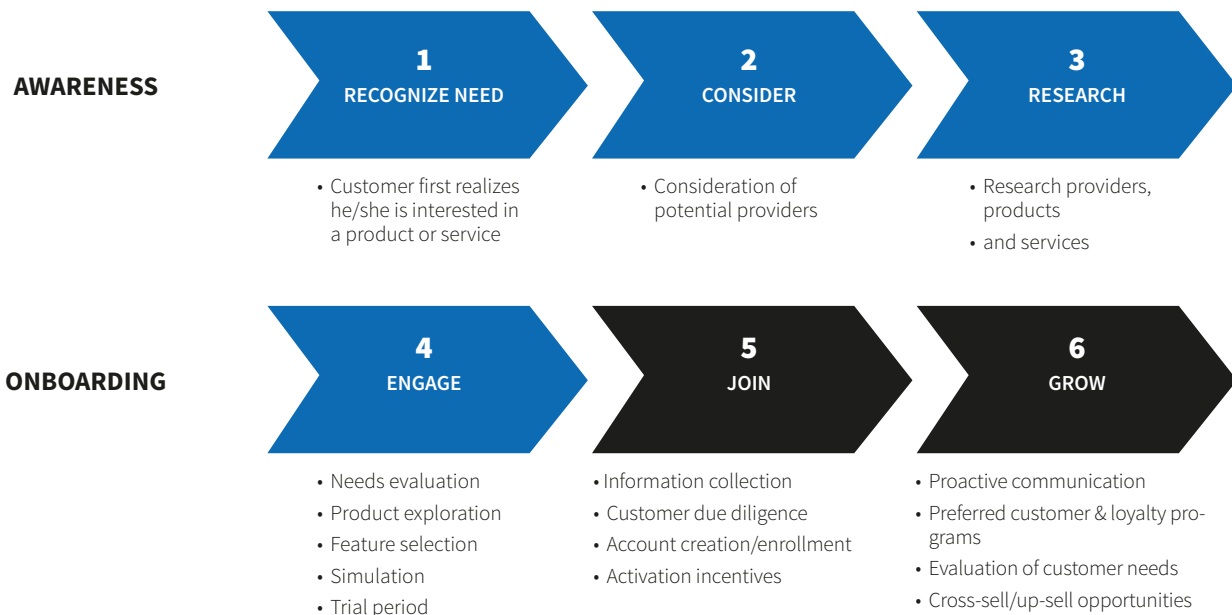 AWARENESS
1
RECOGNIZE NEED
• Customer first realizes
he/she is interested in
a product or service
2
CONSIDER
• Consideration of
potential providers
3
RESEARCH
• Research providers,
products
• and services
ONBOARDING
4
ENGAGE
• Needs evaluation
• Product exploration
• Feature selection
• Simulation
• Trial period
5
JOIN
• Information collection
• Customer due diligence
• Account creation/enrollment
• Activation incentives
6
GROW
• Proactive communication
• Preferred customer & loyalty pro-
grams
• Evaluation of customer needs
• Cross-sell/up-sell opportunities